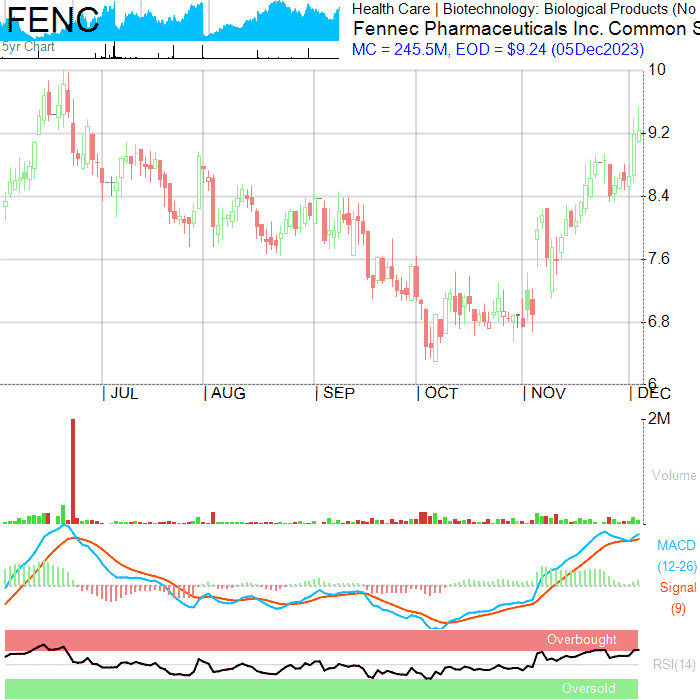 FENC
5yr Chart
Health Care | Biotechnology: Biological Products (No
Fennec Pharmaceuticals Inc. Common S
MC = 245.5M, EOD = $9.24 (05Dec2023)
10
9.2
8.4
7.6
6.8
6
| JUL | AUG | SEP | OCT | NOV | DEC
2M
Volume
MACD
(12-26)
Signal
(9)
Overbought
RSI(14)
Oversold